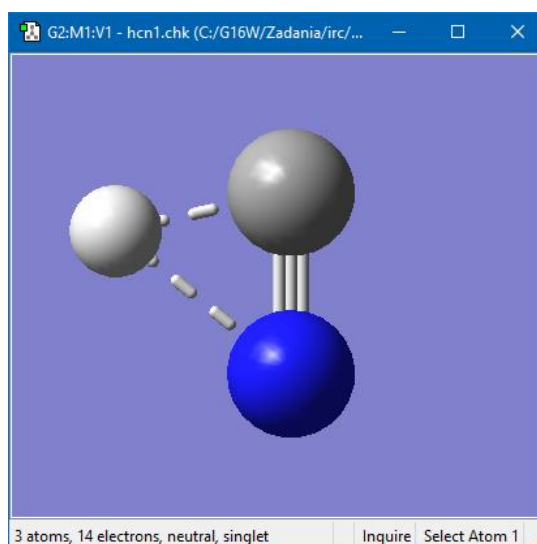 G2:M1:V1 - hcn1.chk (C:/G16W/Zadania/irc/...
3 atoms, 14 electrons, neutral, singlet Inquire Select Atom 1